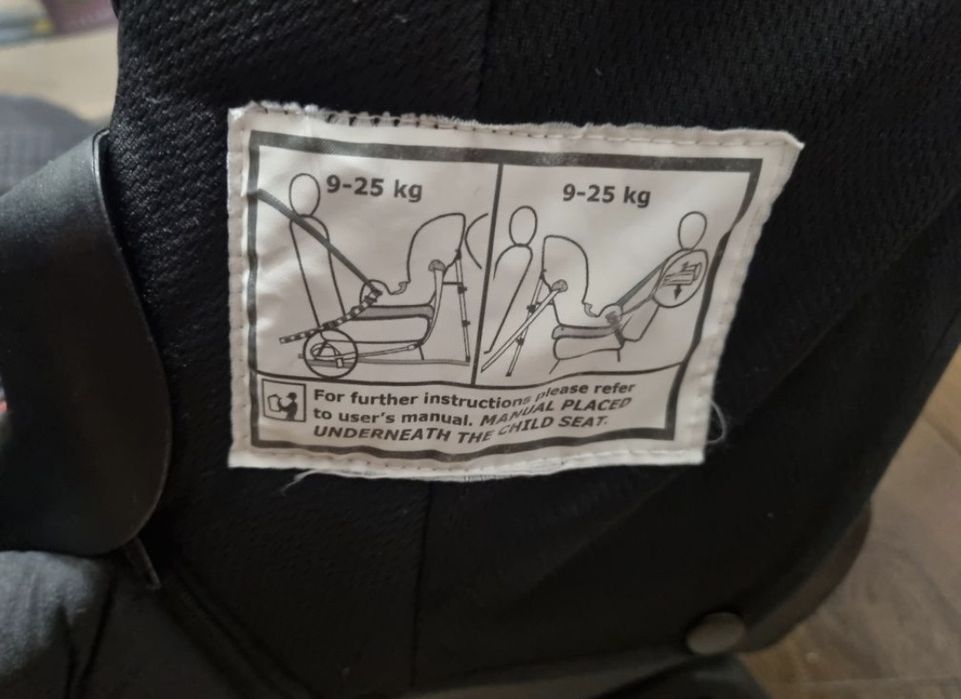 9-25 kg
9-25 kg
For further instructions please refer
to user's manual. MANUAL PLACED
UNDERNEATH THE CHILD SEAT.